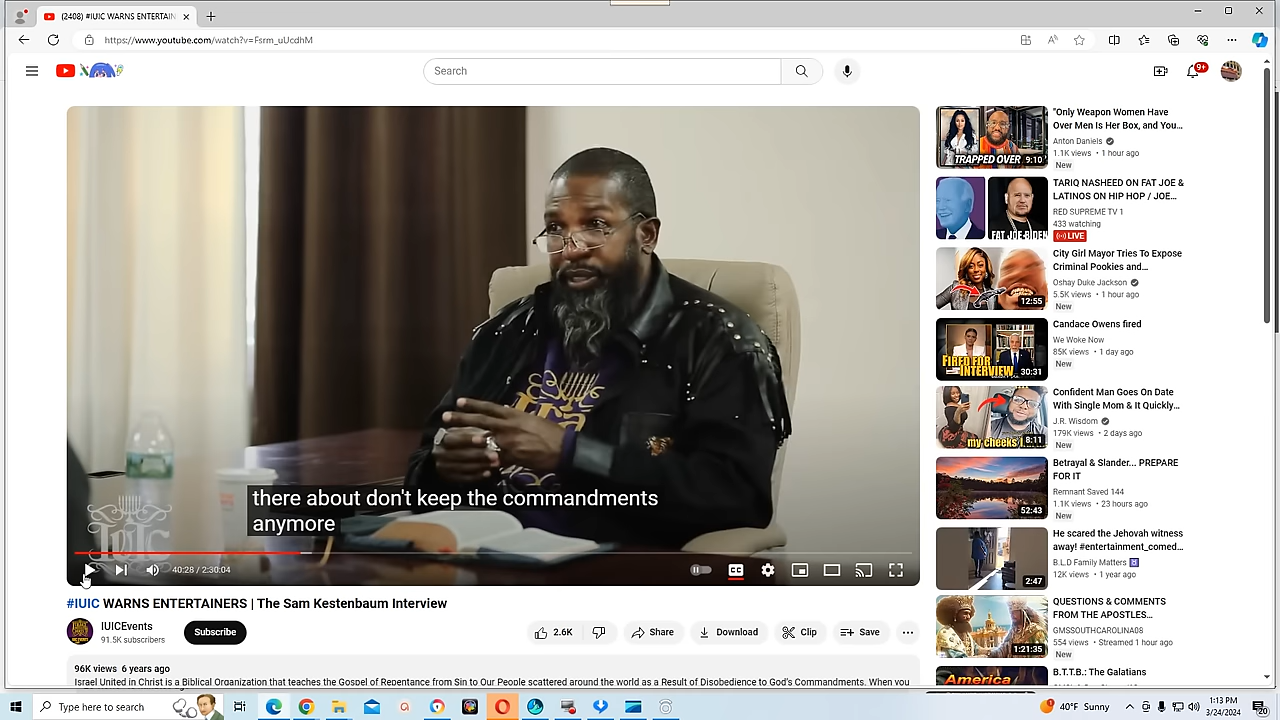 (2408) #IUIC WARNS ENTERTAIN
https://www.youtube.com/watch?v=Fsrm_uUcdhM
Search
9+
there about don't keep the commandments
anymore
IUIC
40:28 / 2:30:04
CC
#IUIC WARNS ENTERTAINERS | The Sam Kestenbaum Interview
IUICEvents
91.5K subscribers
Subscribe
2.6K
Share
Download
Clip
Save
96K views 6 years ago
Israel United in Christ is a Biblical Organization that teaches the Gospel of Repentance from Sin to Our People scattered around the world as a Result of Disobedience to God's Commandments. When you
TRAPPED OVER
9:10
"Only Weapon Women Have
Over Men Is Her Box, and You...
Anton Daniels
1.1K views • 1 hour ago
New
FAT JOE BIDEN
TARIQ NASHEED ON FAT JOE &
LATINOS ON HIP HOP / JOE...
RED SUPREME TV 1
433 watching
LIVE
12:55
City Girl Mayor Tries To Expose
Criminal Pookies and...
Oshay Duke Jackson
5.5K views • 1 hour ago
New
FIRED FOR
INTERVIEW
30:31
Candace Owens fired
We Woke Now
85K views • 1 day ago
New
my cheeks
8:11
Confident Man Goes On Date
With Single Mom & It Quickly...
J.R. Wisdom
179K views • 2 days ago
New
52:43
Betrayal & Slander... PREPARE
FOR IT
Remnant Saved 144
1.1K views • 23 hours ago
New
2:47
He scared the Jehovah witness
away! #entertainment_comed...
B.L.D Family Matters
12K views • 1 year ago
1:21:35
QUESTIONS & COMMENTS
FROM THE APOSTLES...
GMSSOUTHCAROLINA08
554 views • Streamed 1 hour ago
New
America
B.T.T.B.: The Galatians
Type here to search
40°F Sunny
1:13 PM
3/24/2024
20